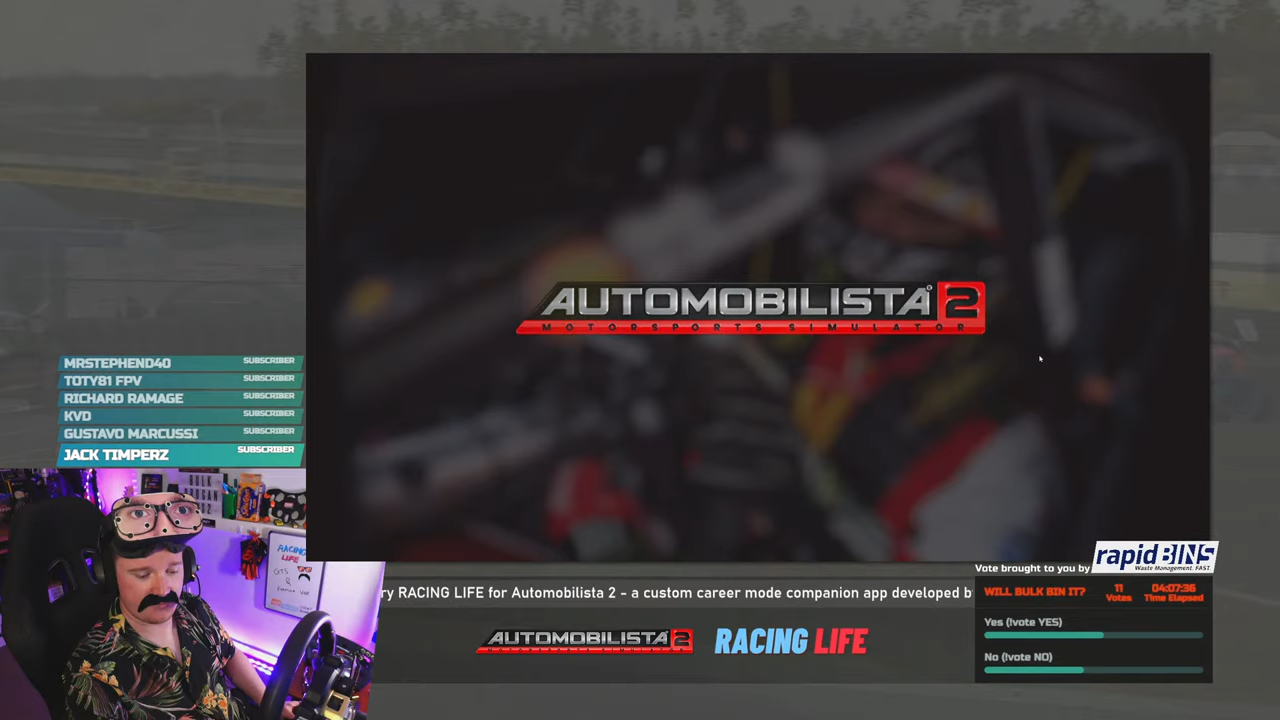 AUTOMOBILISTA 2
MOTORSPORTS SIMULATOR
MRSTEPHEND40 SUBSCRIBER
TOTY81 FPV SUBSCRIBER
RICHARD RAMAGE SUBSCRIBER
KVD SUBSCRIBER
GUSTAVO MARCUSSI SUBSCRIBER
JACK TIMPERZ SUBSCRIBER
RACING
LIFE
GTS
&
Vote brought to you by
rapid BINS
Waste Management. FAST.
ry RACING LIFE for Automobilista 2 - a custom career mode companion app developed b
AUTOMOBILISTA 2
RACING LIFE
WILL BULK BIN IT?
11
Votes
04:07:36
Time Elapsed
Yes (!vote YES)
No (!vote NO)